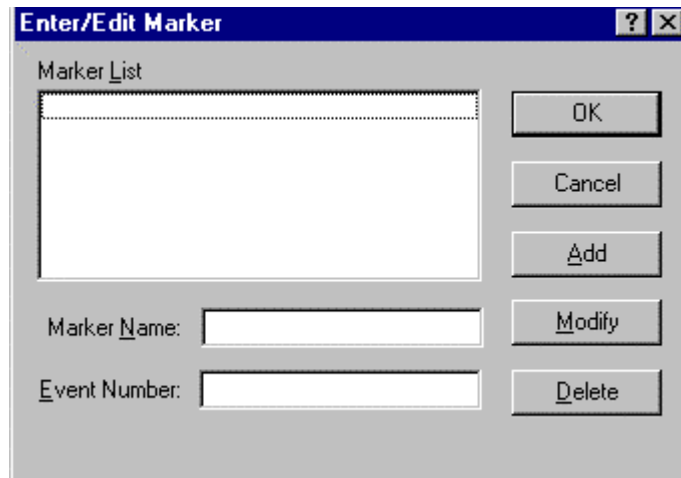 Enter/Edit Marker
?
Marker List
OK
Cancel
Add
Marker Name:
Modify
Event Number:
Delete